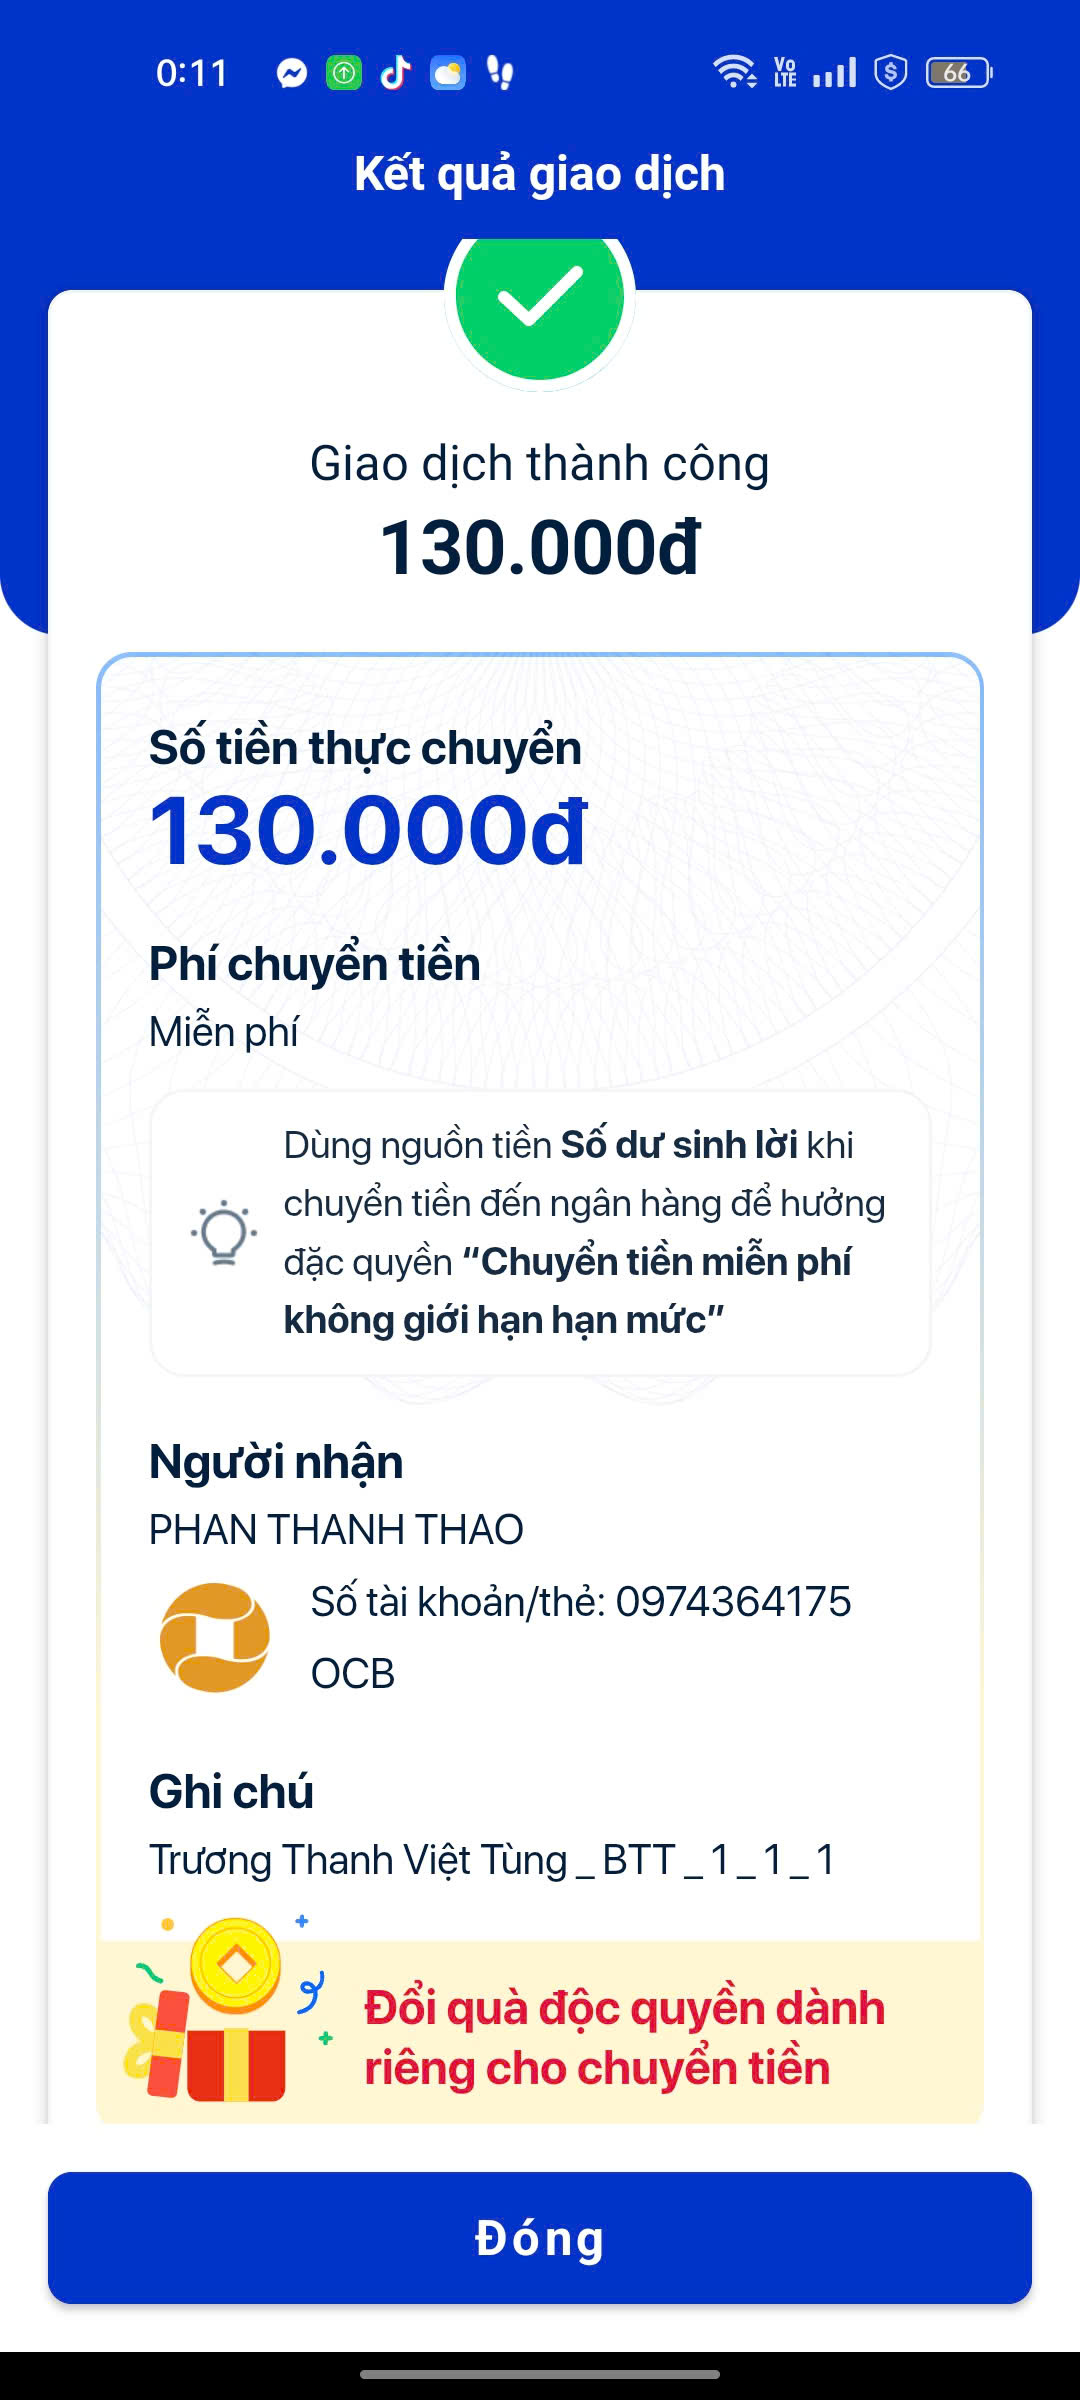 0:11
Vo
LTE
66
Kết quả giao dịch
Giao dịch thành công
130.000đ
Số tiền thực chuyển
130.000đ
Phí chuyển tiền
Miễn phí
Dùng nguồn tiền Số dư sinh lời khi
chuyển tiền đến ngân hàng để hưởng
đặc quyền “Chuyển tiền miễn phí
không giới hạn hạn mức”
Người nhận
PHAN THANH THAO
Số tài khoản/thẻ: 0974364175
OCB
Ghi chú
Trương Thanh Việt Tùng _ BTT _ 1 _ 1 _ 1
Đổi quà độc quyền dành
riêng cho chuyển tiền
Đóng